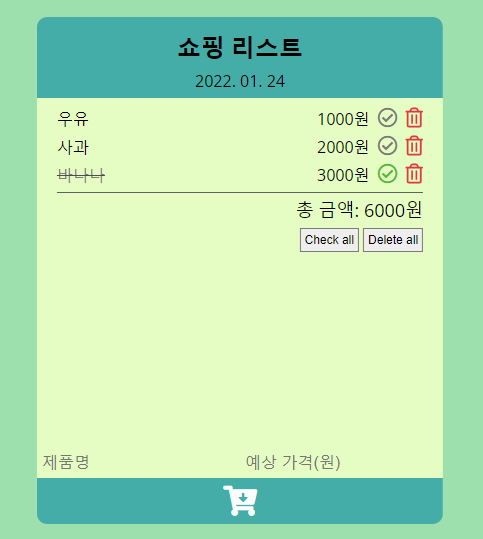 쇼핑 리스트
2022. 01. 24
우유 1000원
사과 2000원
바나나 3000원
총 금액: 6000원
Check all Delete all
제품명 예상 가격(원)